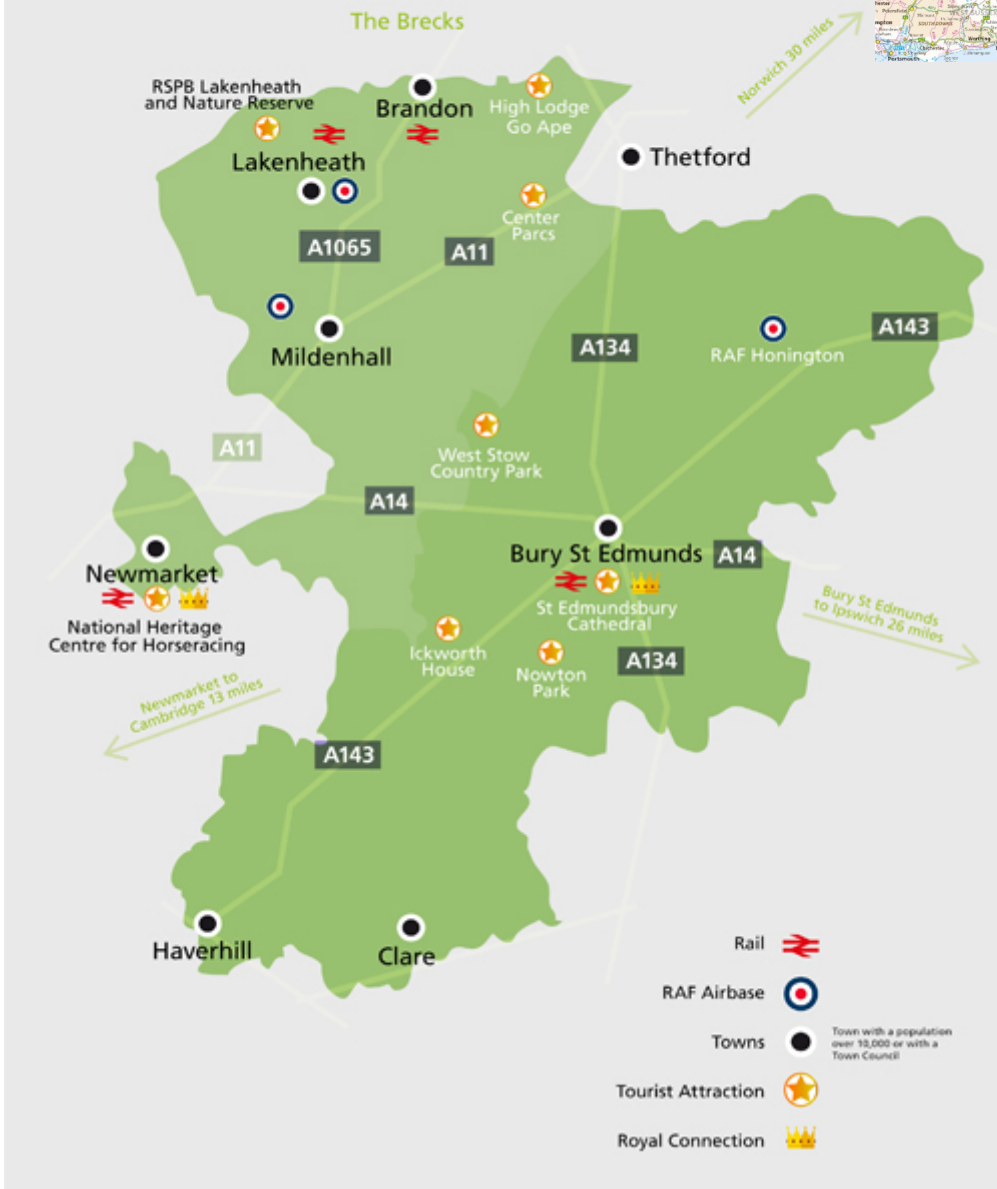 The Brecks
Norwich 30 miles
RSPB Lakenheath
and Nature Reserve
Brandon
High Lodge
Go Ape
Lakenheath
Thetford
Center
Parcs
A1065
A11
Mildenhall
A134
RAF Honington
A143
A11
West Stow
Country Park
A14
Bury St Edmunds
A14
Newmarket
National Heritage
Centre for Horseracing
St Edmundsbury
Cathedral
Bury St Edmunds
to Ipswich 26 miles
Ickworth
House
Nowton
Park
A134
Newmarket to
Cambridge 13 miles
A143
Haverhill
Clare
Rail
RAF Airbase
Towns
Town with a population
over 10,000 or with a
Town Council
Tourist Attraction
Royal Connection